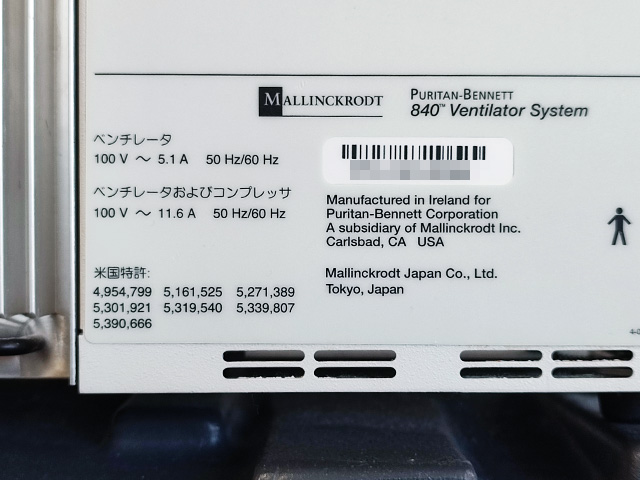 MALLINCKRODT
PURITAN-BENNETT
840™ Ventilator System
ベンチレータ
100 V ～ 5.1 A 50 Hz/60 Hz
ベンチレータおよびコンプレッサ
100 V ～ 11.6 A 50 Hz/60 Hz
米国特許:
4,954,799 5,161,525 5,271,389
5,301,921 5,319,540 5,339,807
5,390,666
Manufactured in Ireland for
Puritan-Bennett Corporation
A subsidiary of Mallinckrodt Inc.
Carlsbad, CA USA
Mallinckrodt Japan Co., Ltd.
Tokyo, Japan